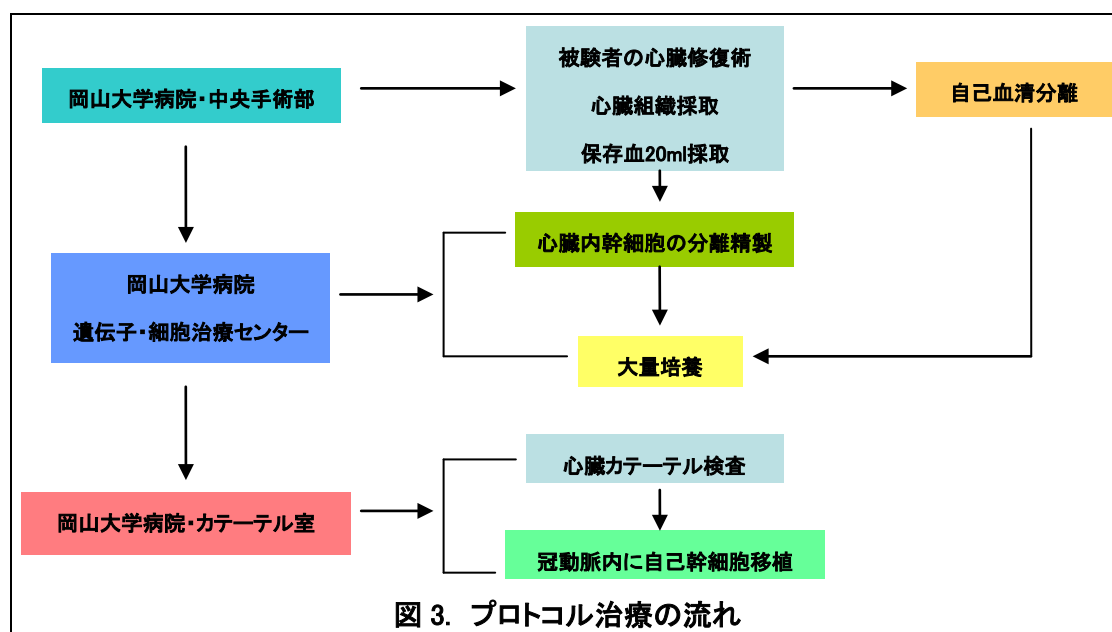 岡山大学病院・中央手術部
被験者の心臓修復術
心臓組織採取
保存血20ml採取
自己血清分離
心臓内幹細胞の分離精製
岡山大学病院
遺伝子・細胞治療センター
大量培養
心臓カテーテル検査
岡山大学病院・カテーテル室
冠動脈内に自己幹細胞移植
図 3. プロトコル治療の流れ